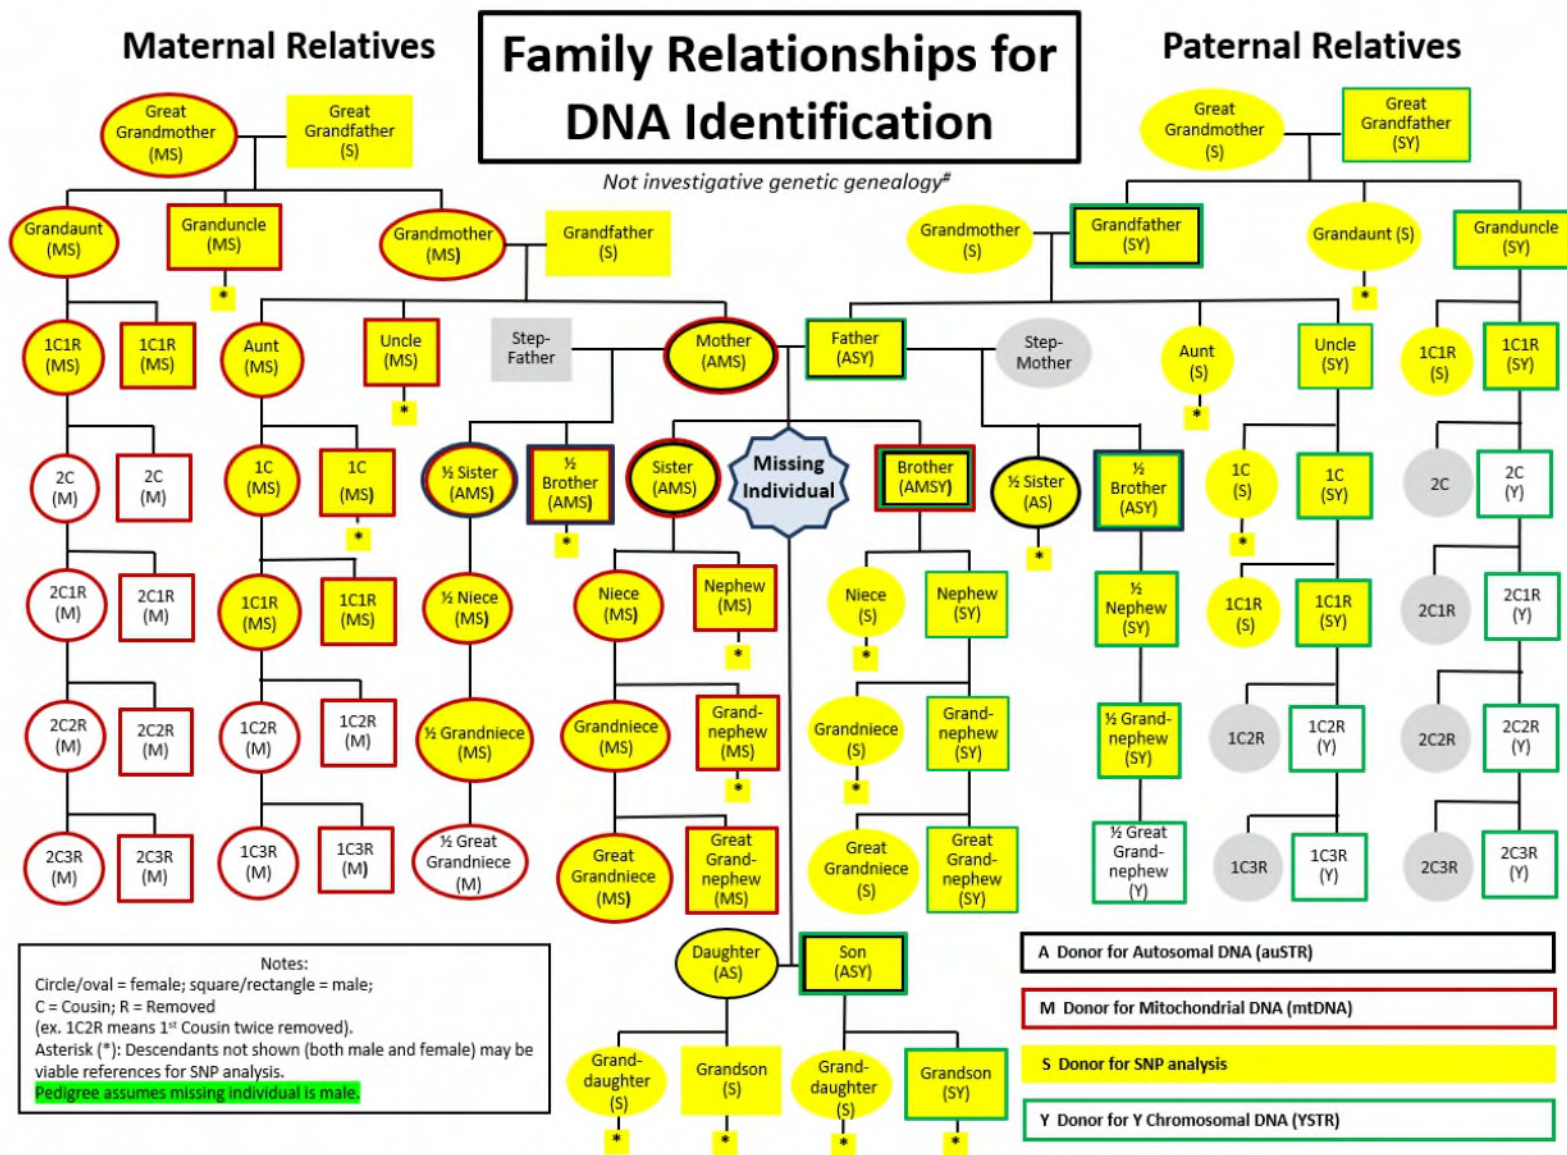 Maternal Relatives
Family Relationships for
DNA Identification
Paternal Relatives
Not investigative genetic genealogy#
Great
Grandmother
(MS)
Great
Grandfather
(S)
Great
Grandmother
(S)
Great
Grandfather
(SY)
Grandaunt
(MS)
Granduncle
(MS)
*
Grandmother
(MS)
Grandfather
(S)
Grandmother
(S)
Grandfather
(SY)
Grandaunt (S)
*
Granduncle
(SY)
1C1R
(MS)
1C1R
(MS)
Aunt
(MS)
Uncle
(MS)
*
Step-
Father
Mother
(AMS)
Father
(ASY)
Step-
Mother
Aunt
(S)
*
Uncle
(SY)
1C1R
(S)
1C1R
(SY)
2C
(M)
2C
(M)
1C
(MS)
1C
(MS)
*
½ Sister
(AMS)
½
Brother
(AMS)
*
Sister
(AMS)
Missing
Individual
Brother
(AMSY)
½ Sister
(AS)
*
½
Brother
(ASY)
1C
(S)
*
1C
(SY)
2C
2C
(Y)
2C1R
(M)
2C1R
(M)
1C1R
(MS)
1C1R
(MS)
½ Niece
(MS)
Niece
(MS)
Nephew
(MS)
*
Niece
(S)
*
Nephew
(SY)
½
Nephew
(SY)
1C1R
(S)
1C1R
(SY)
2C1R
2C1R
(Y)
2C2R
(M)
2C2R
(M)
1C2R
(M)
1C2R
(M)
½ Grandniece
(MS)
Grandniece
(MS)
Grand-
nephew
(MS)
*
Grandniece
(S)
*
Grand-
nephew
(SY)
½ Grand-
nephew
(SY)
1C2R
1C2R
(Y)
2C2R
2C2R
(Y)
2C3R
(M)
2C3R
(M)
1C3R
(M)
1C3R
(M)
½ Great
Grandniece
(M)
Great
Grandniece
(MS)
Great
Grand-
nephew
(MS)
Great
Grandniece
(S)
Great
Grand-
nephew
(SY)
½ Great
Grand-
nephew
(Y)
1C3R
1C3R
(Y)
2C3R
2C3R
(Y)
Daughter
(AS)
Son
(ASY)
Grand-
daughter
(S)
*
Grandson
(S)
*
Grand-
daughter
(S)
*
Grandson
(SY)
*
Notes:
Circle/oval = female; square/rectangle = male;
C = Cousin; R = Removed
(ex. 1C2R means 1st Cousin twice removed).
Asterisk (*): Descendants not shown (both male and female) may be
viable references for SNP analysis.
Pedigree assumes missing individual is male.
A Donor for Autosomal DNA (auSTR)
M Donor for Mitochondrial DNA (mtDNA)
S Donor for SNP analysis
Y Donor for Y Chromosomal DNA (YSTR)